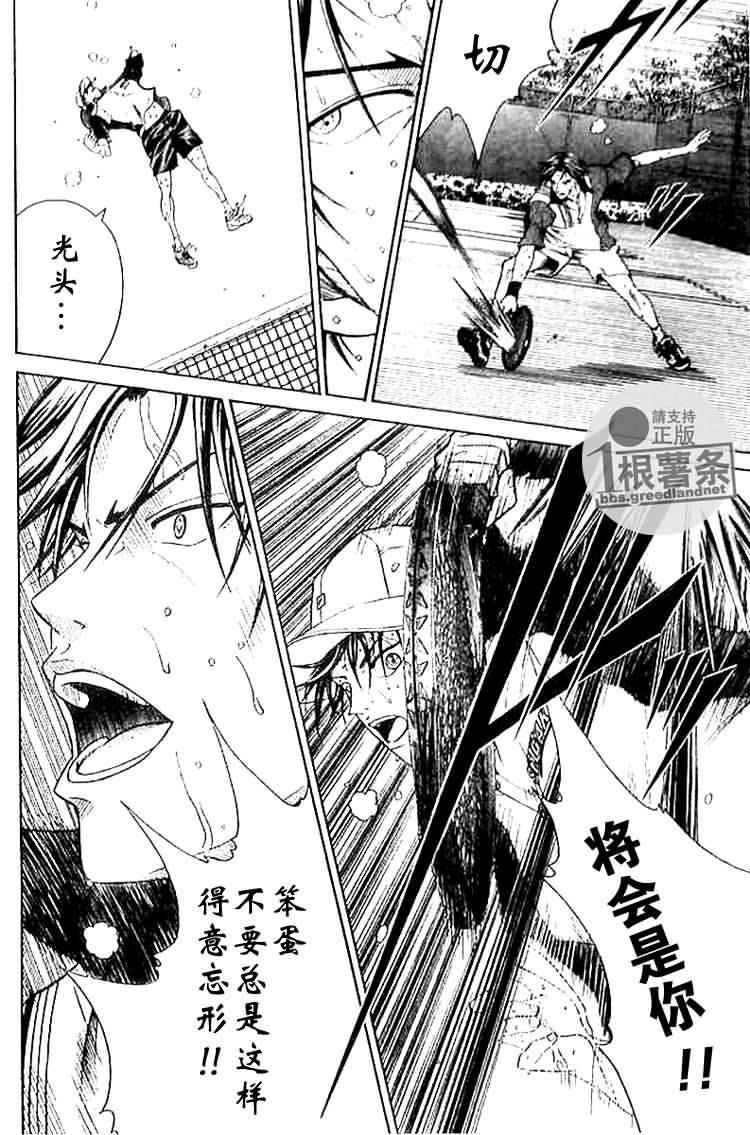 切
光头…
将会是你!!
笨蛋
不要总是这样
得意忘形!!
請支持
正版
1根薯条
bbs.greedland.net